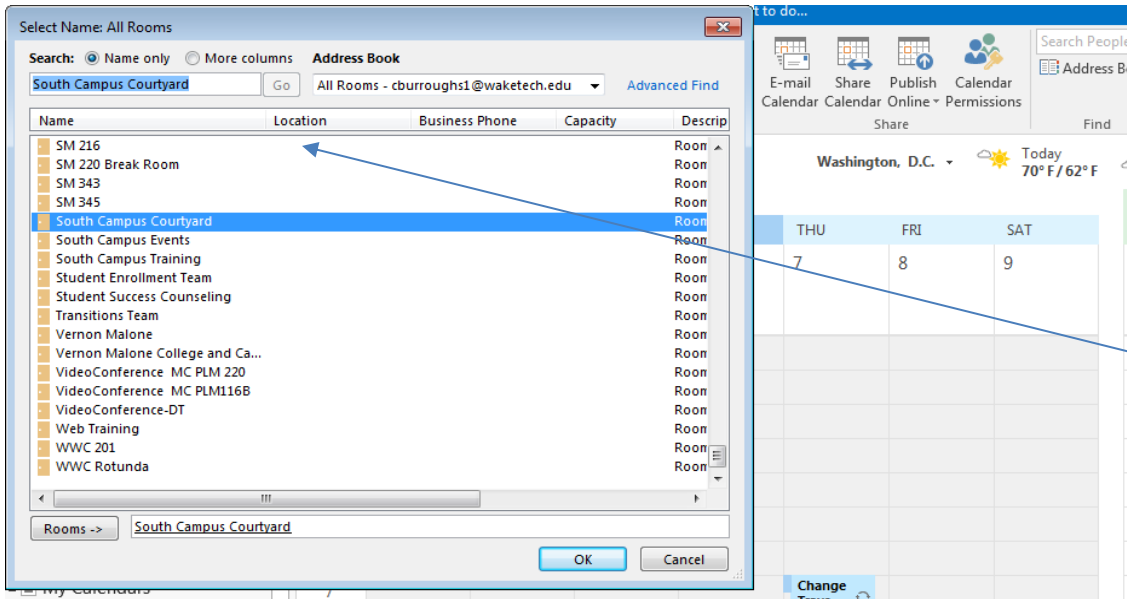 Select Name: All Rooms
Search: Name only More columns Address Book
South Campus Courtyard Go All Rooms - cburroughs1@waketech.edu Advanced Find
Name Location Business Phone Capacity Descrip
SM 216 Room
SM 220 Break Room Room
SM 343 Room
SM 345 Room
South Campus Courtyard Room
South Campus Events Room
South Campus Training Room
Student Enrollment Team Room
Student Success Counseling Room
Transitions Team Room
Vernon Malone Room
Vernon Malone College and Ca... Room
VideoConference MC PLM 220 Room
VideoConference MC PLM116B Room
VideoConference-DT Room
Web Training Room
WWC 201 Room
WWC Rotunda Room
Rooms -> South Campus Courtyard
OK Cancel
My Calendars
7
t to do...
E-mail Calendar
Share Calendar
Publish Online
Calendar Permissions
Share
Search People
Address B
Find
Washington, D.C.
Today
70° F / 62° F
THU FRI SAT
7 8 9
Change